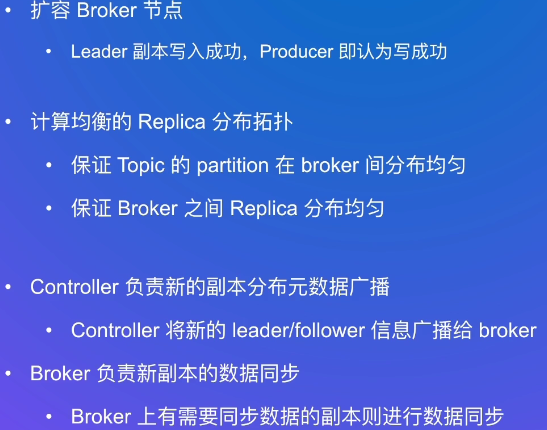 • 扩容 Broker 节点
• Leader 副本写入成功，Producer 即认为写成功
• 计算均衡的 Replica 分布拓扑
• 保证 Topic 的 partition 在 broker 间分布均匀
• 保证 Broker 之间 Replica 分布均匀
• Controller 负责新的副本分布元数据广播
• Controller 将新的 leader/follower 信息广播给 broker
• Broker 负责新副本的数据同步
• Broker 上有需要同步数据的副本则进行数据同步